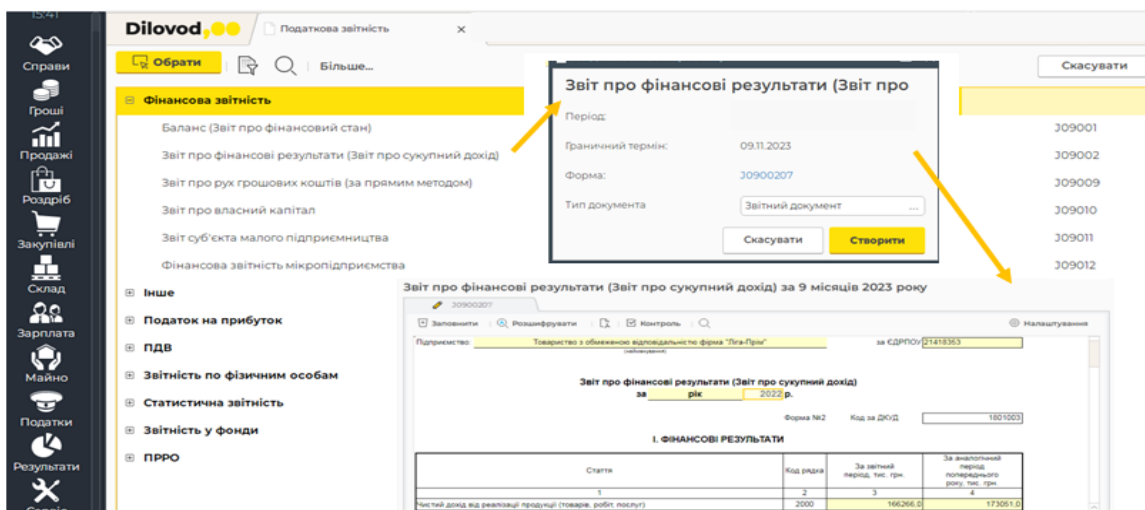 15:41
Справи
Гроші
Продажі
Роздріб
Закупівлі
Склад
Зарплата
Майно
Податки
Результати
Dilovod
Податкова звітність
x
Обрати
Більше...
Скасувати
Фінансова звітність
Баланс (Звіт про фінансовий стан)
J09001
Звіт про фінансові результати (Звіт про сукупний дохід)
J09002
Звіт про рух грошових коштів (за прямим методом)
J09009
Звіт про власний капітал
J09010
Звіт суб'єкта малого підприємництва
J09011
Фінансова звітність мікропідприємства
J09012
Інше
Податок на прибуток
ПДВ
Звітність по фізичним особам
Статистична звітність
Звітність у фонди
ПРРО
Звіт про фінансові результати (Звіт про
Період:
Граничний термін: 09.11.2023
Форма: J0900207
Тип документа Звітний документ ...
Скасувати Створити
Звіт про фінансові результати (Звіт про сукупний дохід) за 9 місяців 2023 року
J0900207
Заповнити Розшифрувати Контроль Налаштування
Підприємство: Товариство з обмеженою відповідальністю фірма "Ліга-Прім" за ЄДРПОУ 21418353
(найменування)
Звіт про фінансові результати (Звіт про сукупний дохід)
за рік 2022 р.
Форма №2 Код за ДКУД 1801003
I. ФІНАНСОВІ РЕЗУЛЬТАТИ
Стаття
Код рядка
За звітний період, тис. грн.
За аналогічний
період
попереднього
року, тис. грн.
1 2 3 4
Чистий дохід від реалізації продукції (товарів, робіт, послуг) 2000 166266,0 173051,0